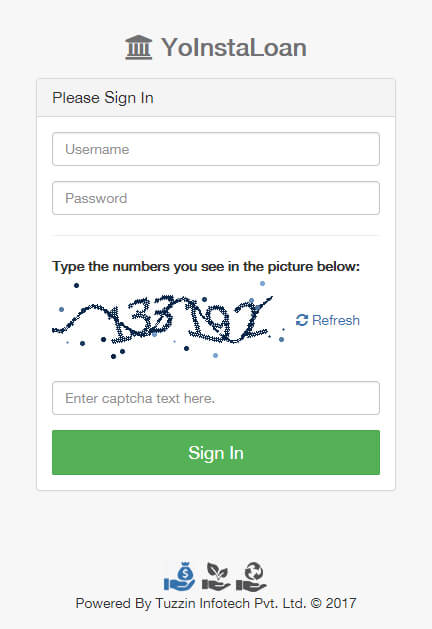 YoInstaLoan
Please Sign In
Username
Password
Type the numbers you see in the picture below:
Refresh
Enter captcha text here.
Sign In
Powered By Tuzzin Infotech Pvt. Ltd. © 2017